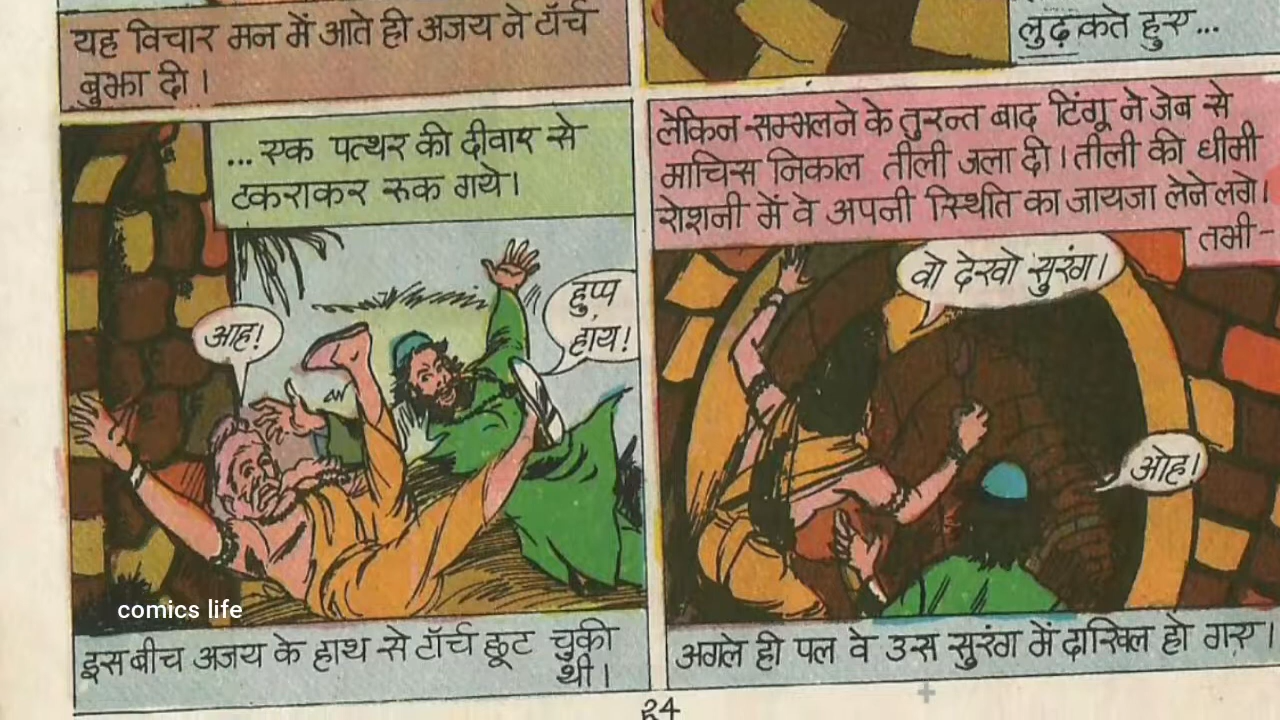 यह विचार मन में आते ही अजय ने टॉर्च
बुझा दी।
लुढ़कते हुए...
...एक पत्थर की दीवार से
टकराकर रूक गये।
आह!
हुप्प
हाय!
इस बीच अजय के हाथ से टॉर्च छूट चुकी
थी।
लेकिन सम्भलने के तुरन्त बाद टिंगू ने जेब से
माचिस निकाल तीली जला दी। तीली की धीमी
रोशनी में वे अपनी स्थिति का जायजा लेने लगे।
तभी-
वो देखो सुरंग।
ओह!
अगले ही पल वे उस सुरंग में दाखिल हो गए।
comics life
24